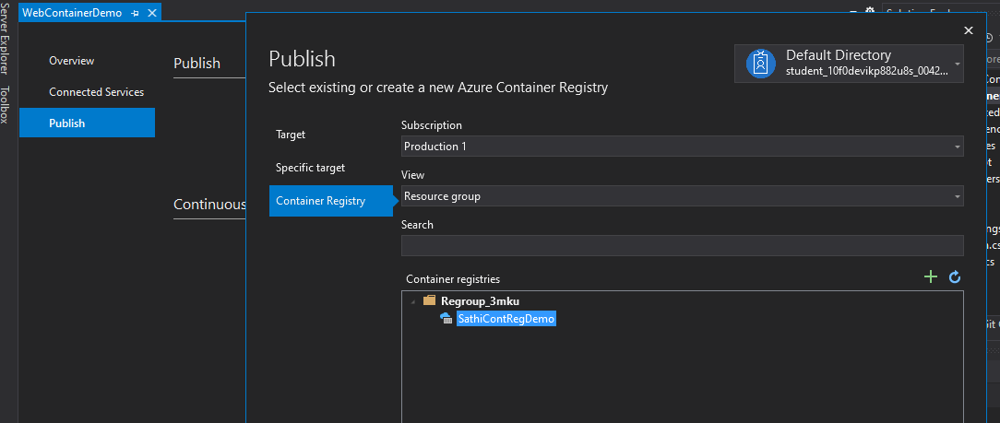 Server Explorer
Toolbox
WebContainerDemo
Overview
Connected Services
Publish
Publish
Continuous
Publish
Select existing or create a new Azure Container Registry
Default Directory
student_10f0devikp882u8s_0042...
Target
Specific target
Container Registry
Subscription
Production 1
View
Resource group
Search
Container registries
Regroup_3mku
SathiContRegDemo